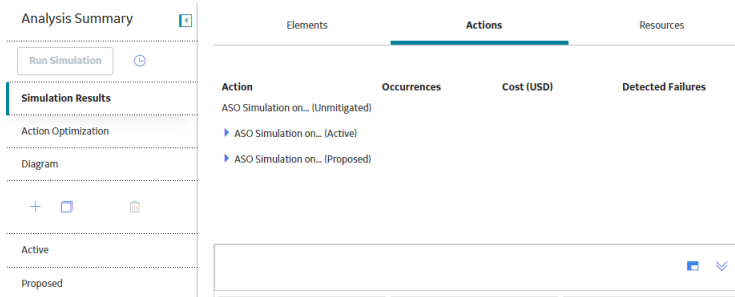 Analysis Summary
Run Simulation
Simulation Results
Action Optimization
Diagram
Active
Proposed
Elements
Actions
Resources
Action Occurrences Cost (USD) Detected Failures
ASO Simulation on... (Unmitigated)
ASO Simulation on... (Active)
ASO Simulation on... (Proposed)